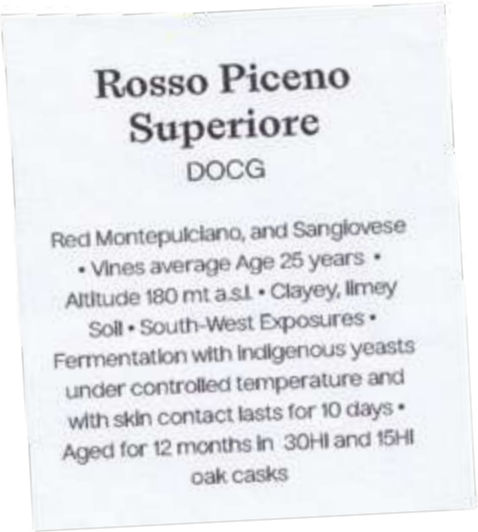 Rosso Piceno
Superiore
DOCG
Red Montepulciano, and Sangiovese
• Vines average Age 25 years •
Altitude 180 mt a.s.l. • Clayey, limey
Soil • South-West Exposures •
Fermentation with indigenous yeasts
under controlled temperature and
with skin contact lasts for 10 days •
Aged for 12 months in 30Hl and 15Hl
oak casks